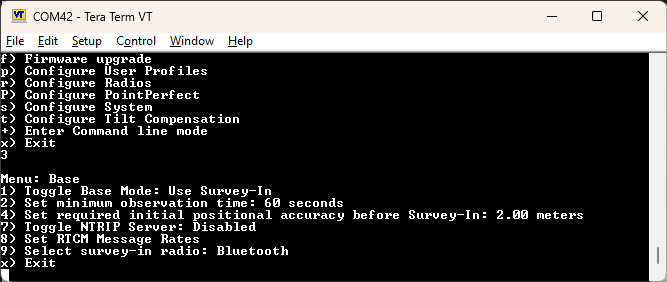 COM42 - Tera Term VT
File Edit Setup Control Window Help
f) Firmware upgrade
p) Configure User Profiles
r) Configure Radios
P) Configure PointPerfect
s) Configure System
t) Configure Tilt Compensation
+) Enter Command line mode
x) Exit
3
Menu: Base
1) Toggle Base Mode: Use Survey-In
2) Set minimum observation time: 60 seconds
4) Set required initial positional accuracy before Survey-In: 2.00 meters
7) Toggle NTRIP Server: Disabled
8) Set RTCM Message Rates
9) Select survey-in radio: Bluetooth
x) Exit